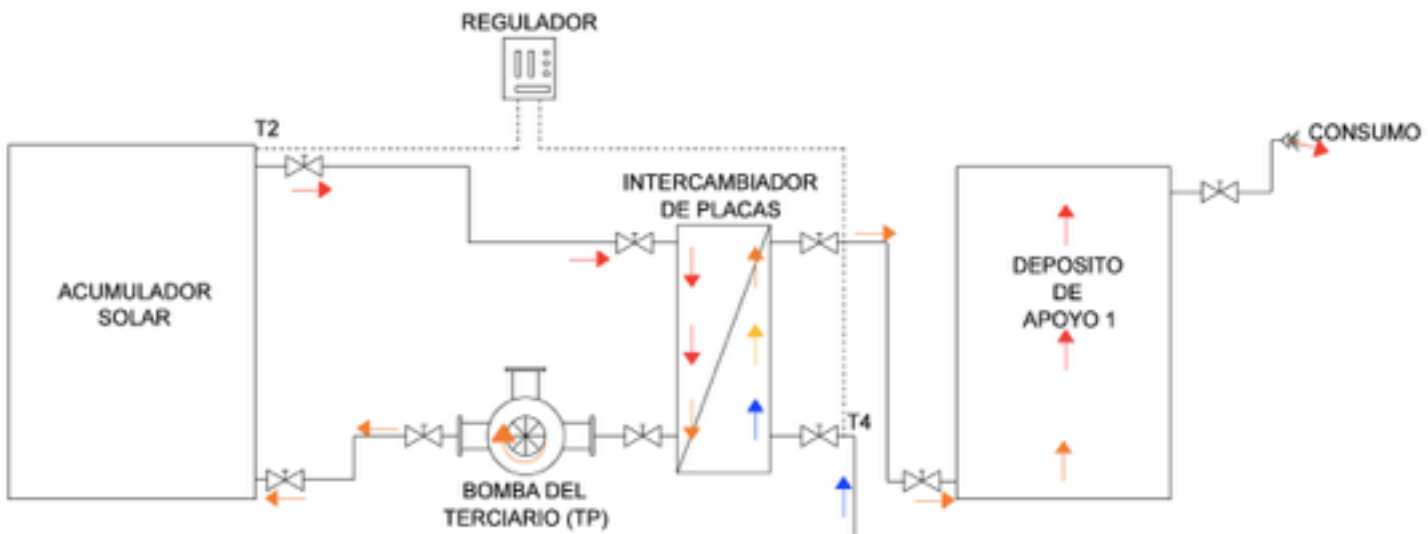 REGULADOR
T2
CONSUMO
INTERCAMBIADOR
DE PLACAS
ACUMULADOR
SOLAR
DEPOSITO
DE
APOYO 1
T4
BOMBA DEL
TERCIARIO (TP)